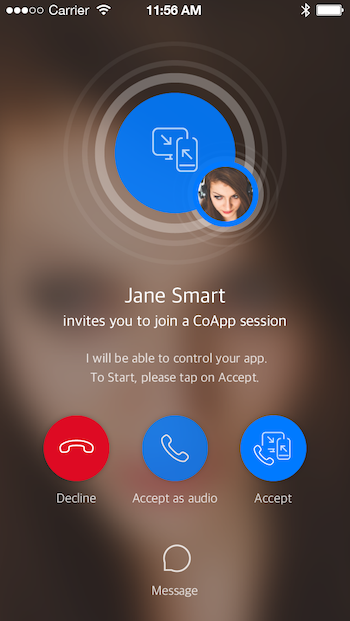 Carrier 11:56 AM
Jane Smart
invites you to join a CoApp session
I will be able to control your app.
To Start, please tap on Accept.
Decline Accept as audio Accept
Message